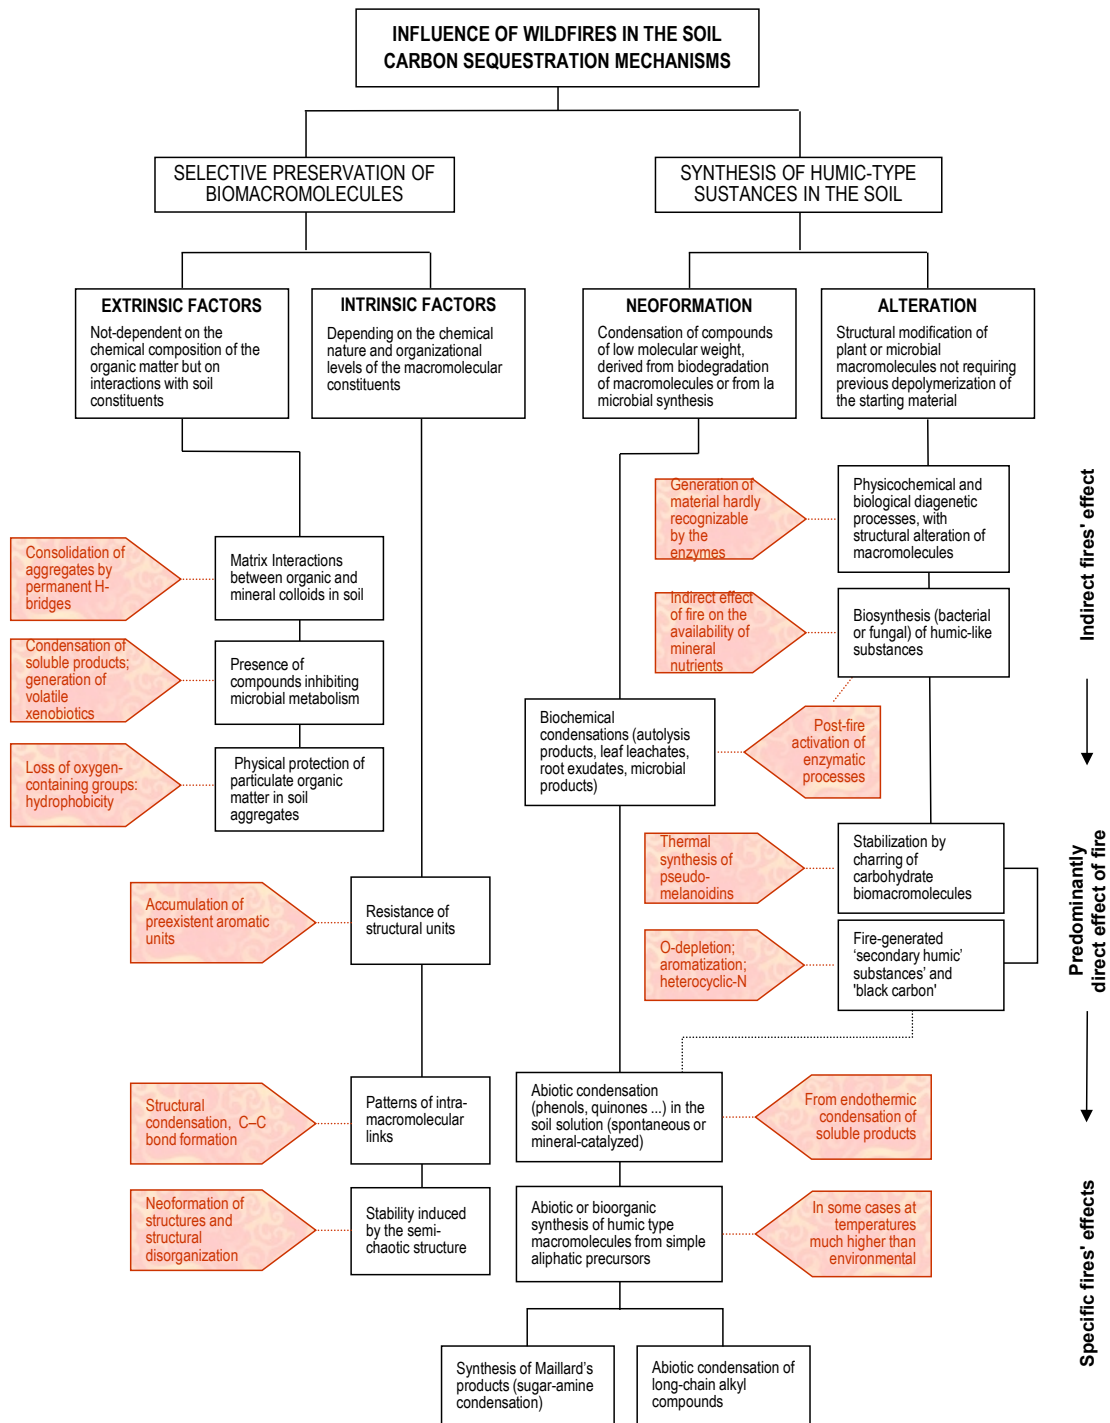 INFLUENCE OF WILDFIRES IN THE SOIL
CARBON SEQUESTRATION MECHANISMS
SELECTIVE PRESERVATION OF
BIOMACROMOLECULES
SYNTHESIS OF HUMIC-TYPE
SUSTANCES IN THE SOIL
EXTRINSIC FACTORS
Not-dependent on the
chemical composition of the
organic matter but on
interactions with soil
constituents
INTRINSIC FACTORS
Depending on the chemical
nature and organizational
levels of the macromolecular
constituents
NEOFORMATION
Condensation of compounds
of low molecular weight,
derived from biodegradation
of macromolecules or from la
microbial synthesis
ALTERATION
Structural modification of
plant or microbial
macromolecules not requiring
previous depolymerization of
the starting material
Generation of
material hardly
recognizable
by the
enzymes
Physicochemical and
biological diagenetic
processes, with
structural alteration of
macromolecules
Consolidation of
aggregates by
permanent H-
bridges
Matrix Interactions
between organic and
mineral colloids in
soil
Indirect effect
of fire on the
availability of
mineral
nutrients
Biosynthesis (bacterial
or fungal) of humic-like
substances
Condensation of
soluble products;
generation of
volatile
xenobiotics
Presence of
compounds inhibiting
microbial metabolism
Biochemical
condensations (autolysis
products, leaf leachates,
root exudates, microbial
products)
Post-fire
activation of
enzymatic
processes
Loss of oxygen-
containing groups:
hydrophobicity
Physical protection of
particulate organic
matter in soil
aggregates
Thermal
synthesis of
pseudo-
melanoidins
Stabilization by
charring of
carbohydrate
biomacromolecules
Accumulation of
preexistent aromatic
units
Resistance of
structural units
O-depletion;
aromatization;
heterocyclic-N
Fire-generated
‘secondary humic’
substances’ and
'black carbon'
Structural
condensation, C–C
bond formation
Patterns of intra-
macromolecular
links
Abiotic condensation
(phenols, quinones ...) in the
soil solution (spontaneous or
mineral-catalyzed)
From endothermic
condensation of
soluble products
Neoformation of
structures and
structural
disorganization
Stability induced
by the semi-
chaotic structure
Abiotic or bioorganic
synthesis of humic type
macromolecules from simple
aliphatic precursors
In some cases at
temperatures
much higher than
environmental
Synthesis of Maillard’s
products (sugar-amine
condensation)
Abiotic condensation of
long-chain alkyl
compounds
Indirect fires' effect
Predominantly
direct effect of fire
Specific fires' effects